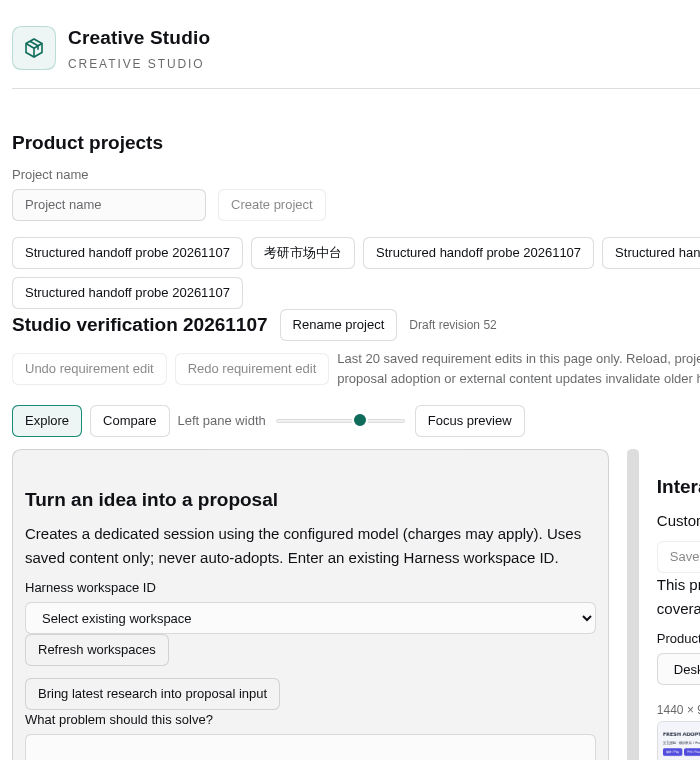 Creative Studio
CREATIVE STUDIO
Product projects
Project name
Project name
Create project
Structured handoff probe 20261107
考研市场中台
Structured handoff probe 20261107
Structured han
Structured handoff probe 20261107
Studio verification 20261107
Rename project
Draft revision 52
Undo requirement edit
Redo requirement edit
Last 20 saved requirement edits in this page only. Reload, proje
proposal adoption or external content updates invalidate older h
Explore
Compare
Left pane width
Focus preview
Turn an idea into a proposal
Creates a dedicated session using the configured model (charges may apply). Uses
saved content only; never auto-adopts. Enter an existing Harness workspace ID.
Harness workspace ID
Select existing workspace
Refresh workspaces
Bring latest research into proposal input
What problem should this solve?
Intera
Custom
Save
This pr
covera
Product
Desk
1440 × 9
FRESH ADOP